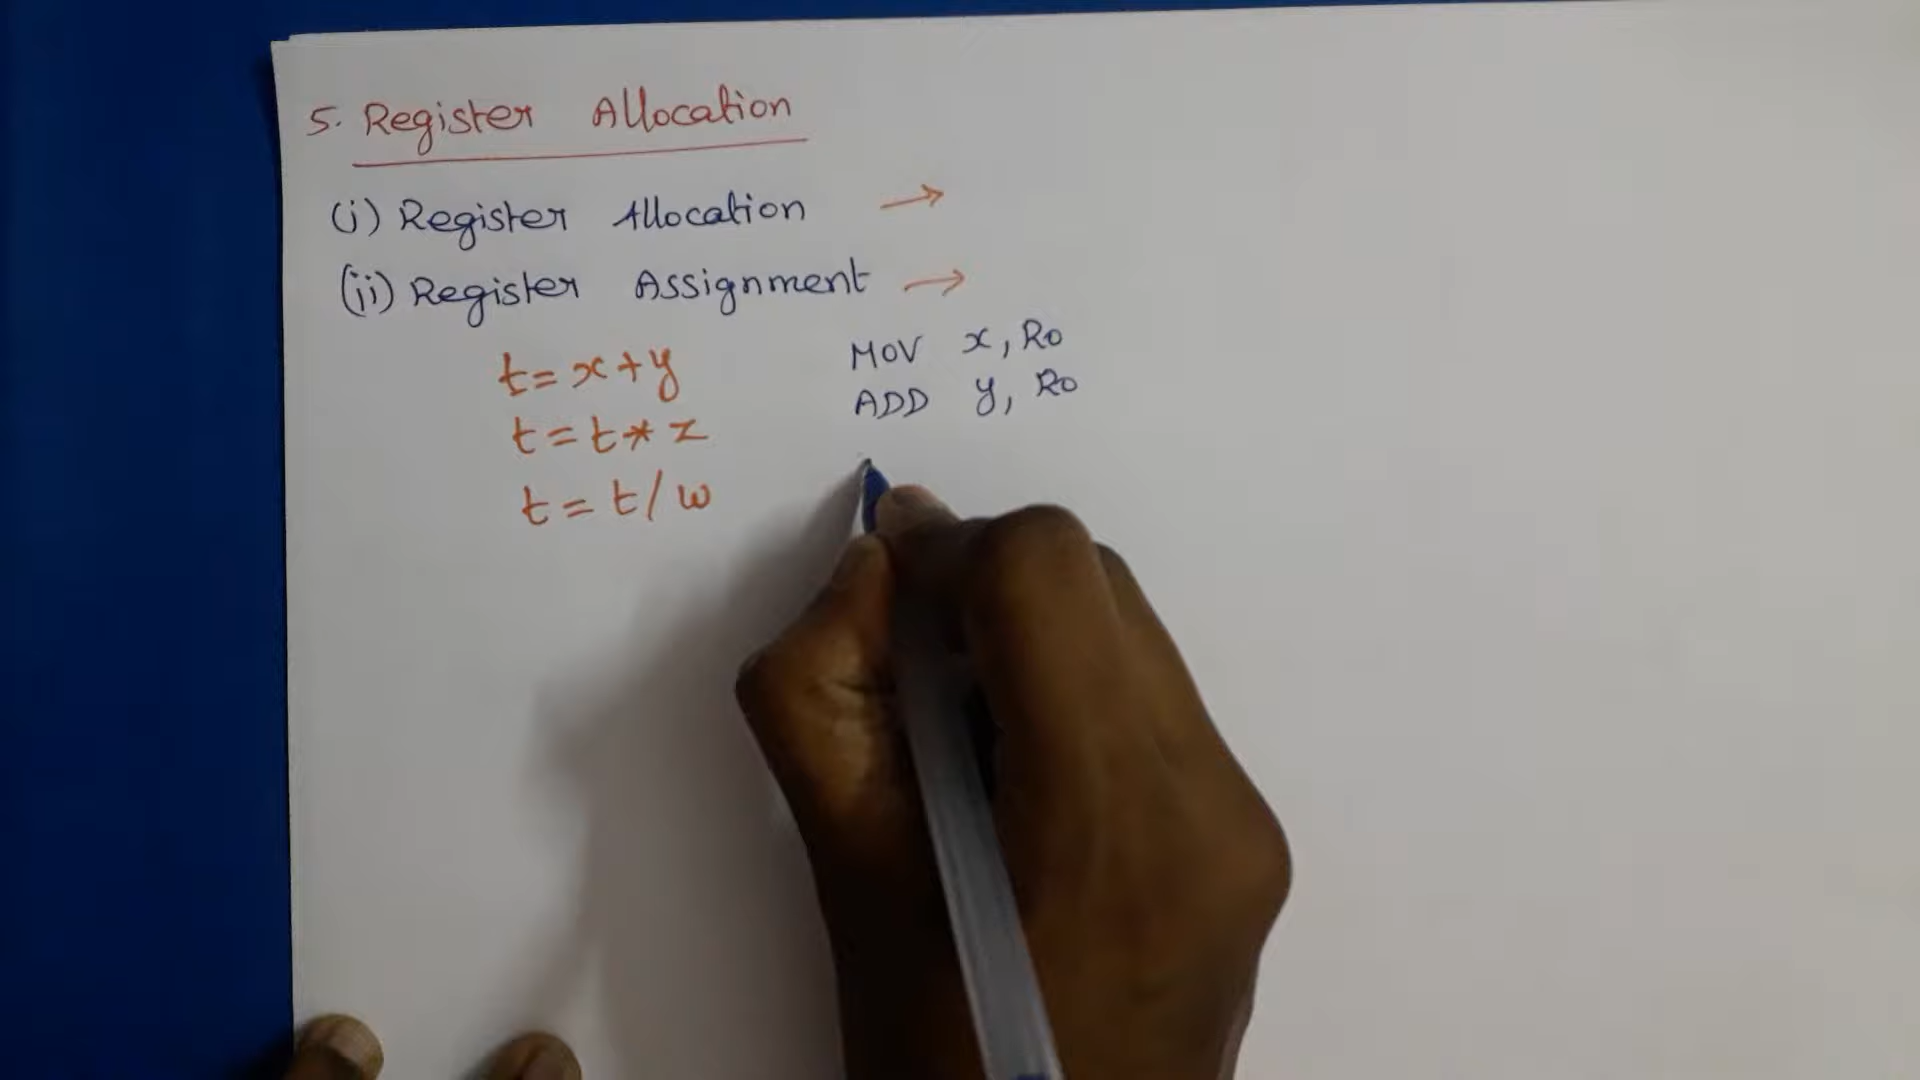 5. Register Allocation
(i) Register Allocation →
(ii) Register Assignment →
t = x + y
MOV x, R0
ADD y, R0
t = t * z
t = t / w